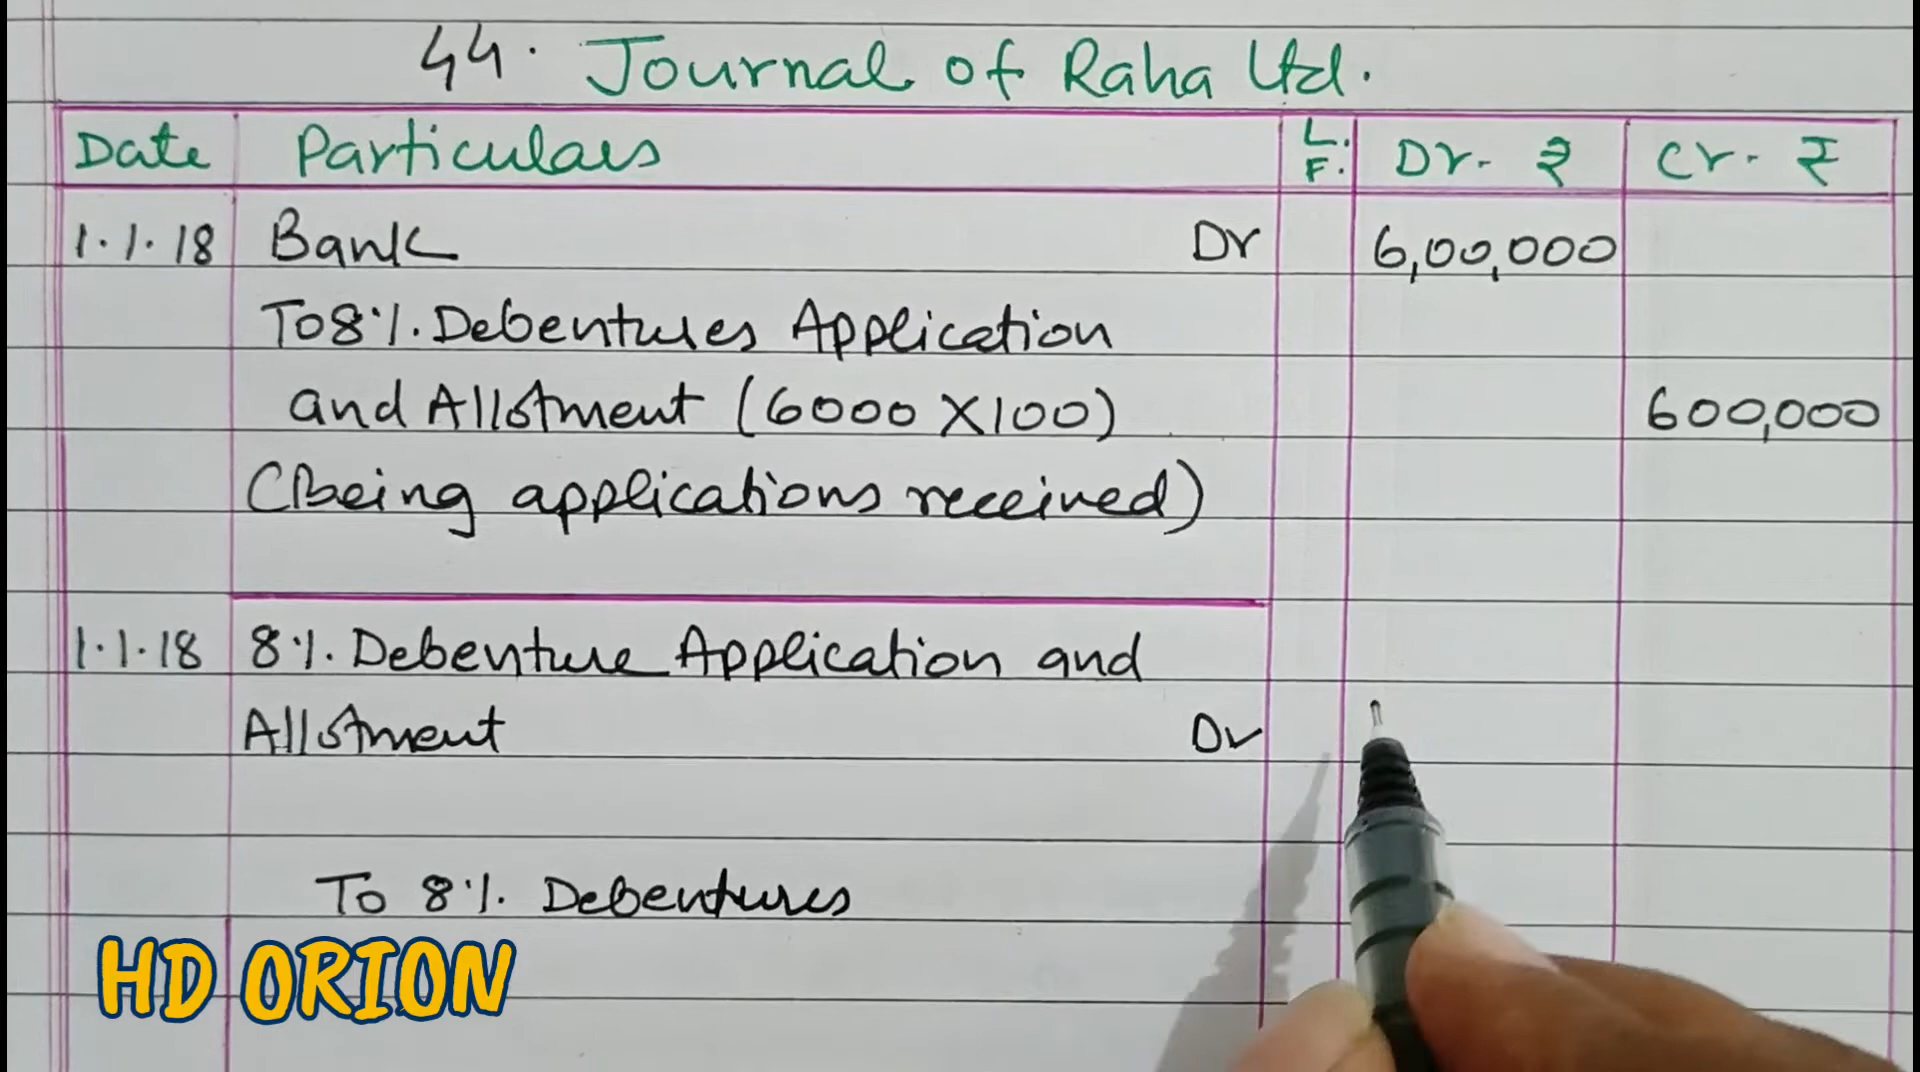 44. Journal of Raha Ltd.
Date Particulars L. F. Dr. ₹ Cr. ₹
1.1.18 Bank Dr 6,00,000
To 8%. Debentures Application
and Allotment (6000 X 100) 600,000
(Being applications received)
1.1.18 8%. Debenture Application and
Allotment Dr
To 8%. Debentures
HD ORION